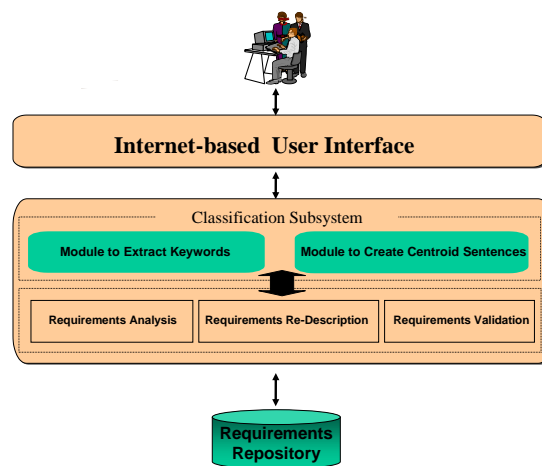 Internet-based User Interface
Classification Subsystem
Module to Extract Keywords
Module to Create Centroid Sentences
Requirements Analysis
Requirements Re-Description
Requirements Validation
Requirements
Repository